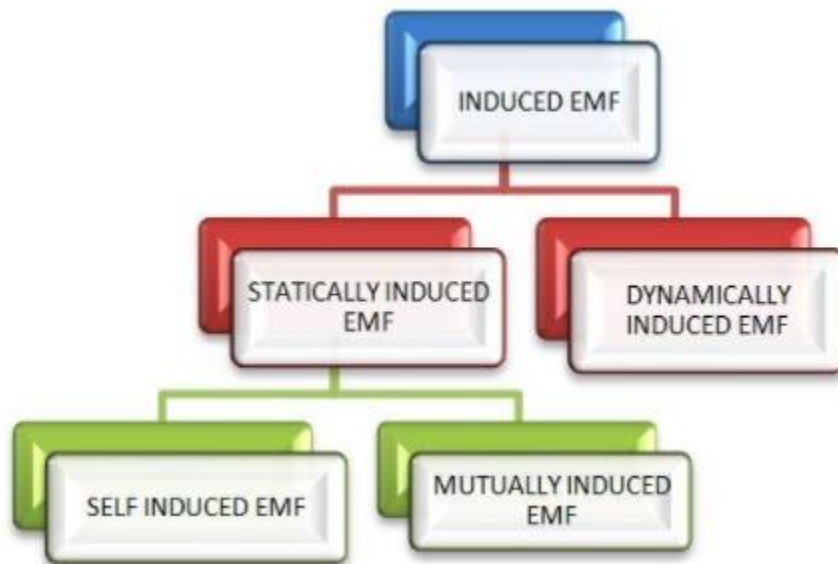 INDUCED EMF
STATICALLY INDUCED
EMF
DYNAMICALLY
INDUCED EMF
SELF INDUCED EMF
MUTUALLY INDUCED
EMF